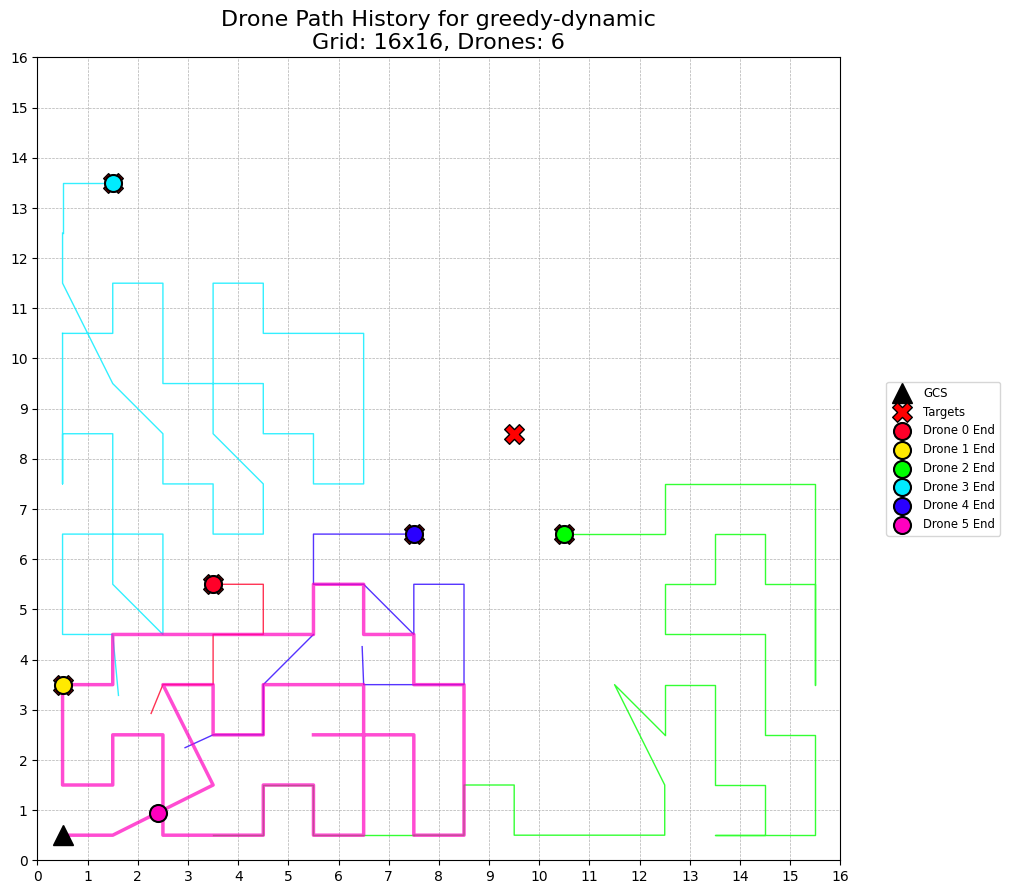 Drone Path History for greedy-dynamic
Grid: 16x16, Drones: 6
16
15
14
13
12
11
10
9
8
7
6
5
4
3
2
1
0
0 1 2 3 4 5 6 7 8 9 10 11 12 13 14 15 16
GCS
Targets
Drone 0 End
Drone 1 End
Drone 2 End
Drone 3 End
Drone 4 End
Drone 5 End